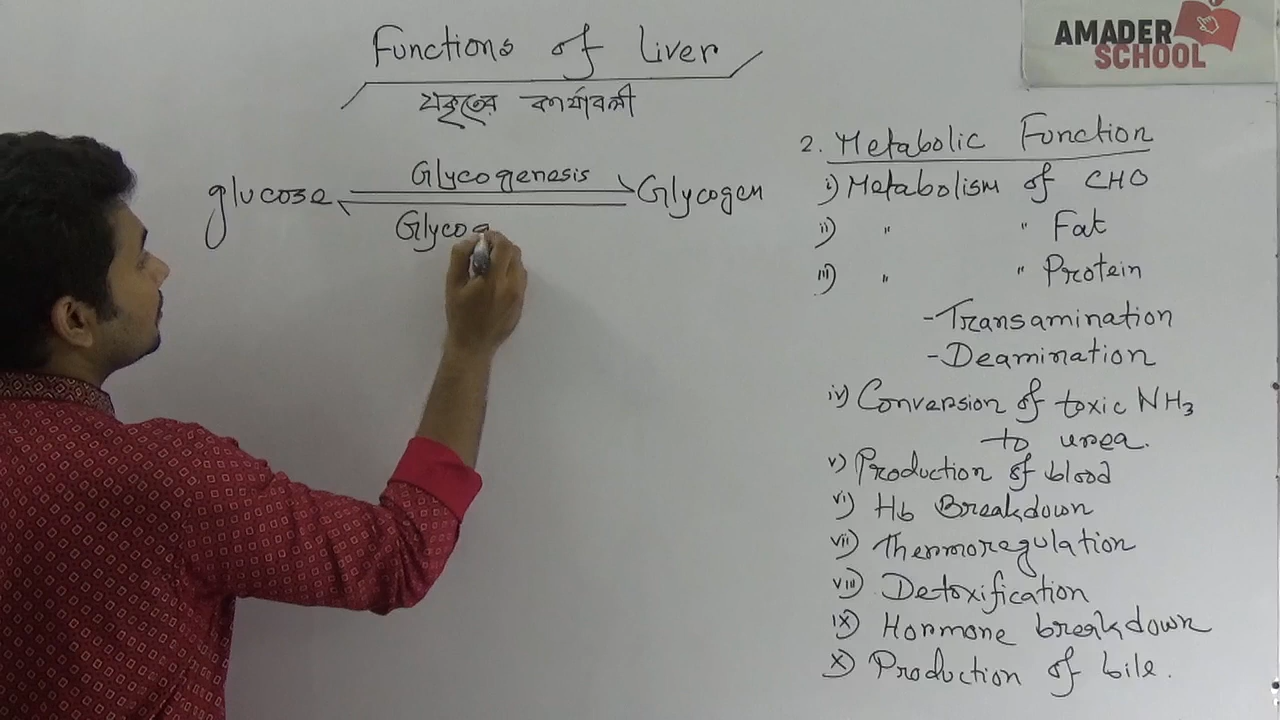 AMADER
SCHOOL
Functions of Liver
যকৃতের কার্যাবলী
glucose Glycogenesis Glycogen
Glycog
2. Metabolic Function
i) Metabolism of CHO
ii) " " Fat
iii) " " Protein
- Transamination
- Deamination
iv) Conversion of toxic NH3
to urea.
v) Production of blood
vi) Hb Breakdown
vii) Thermoregulation
viii) Detoxification
ix) Hormone breakdown
x) Production of bile.